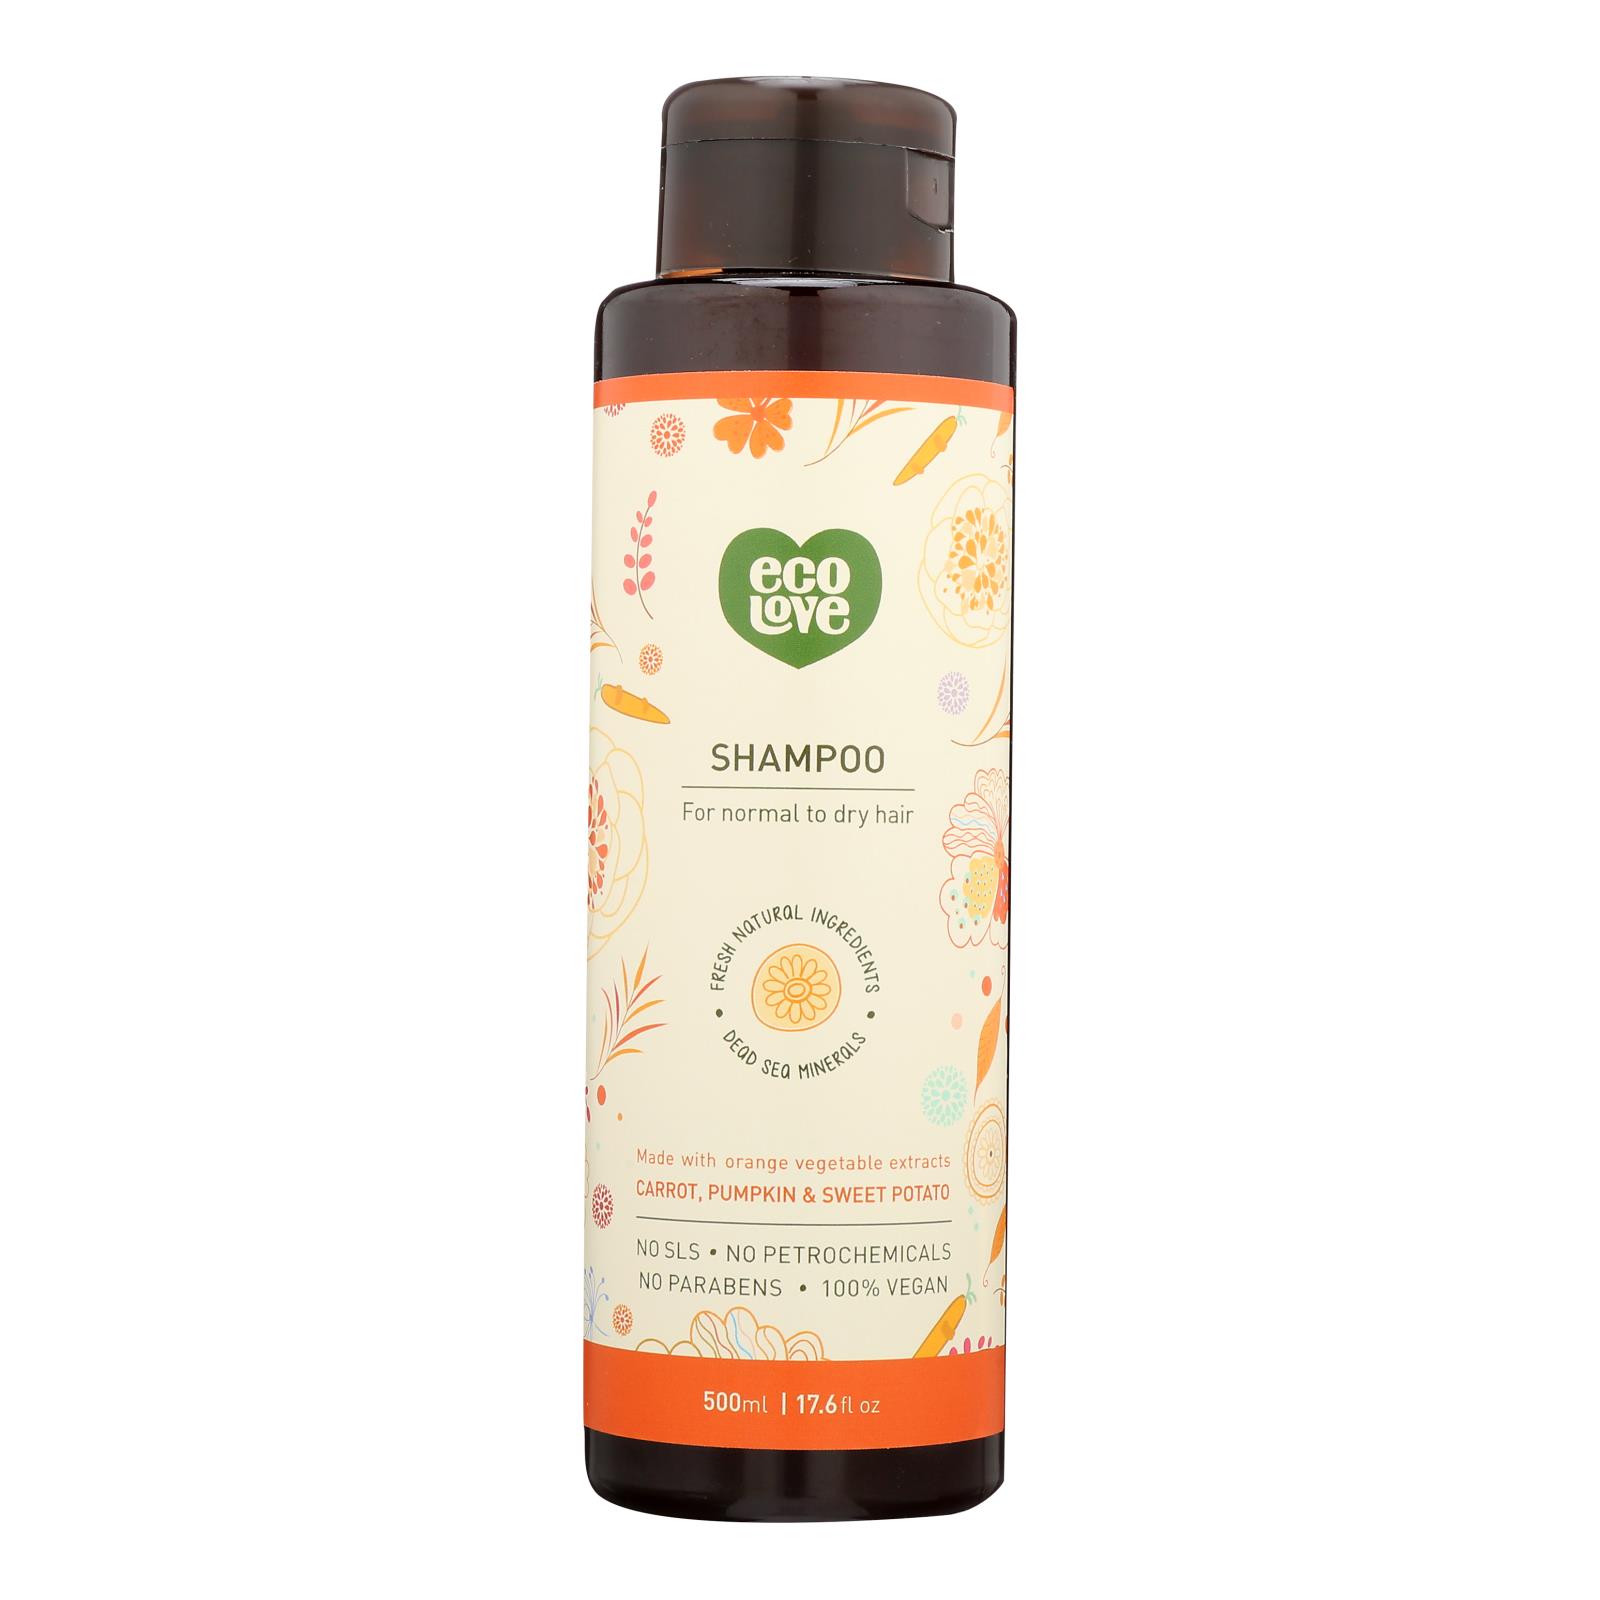 eco
love
SHAMPOO
For normal to dry hair
FRESH NATURAL INGREDIENTS
• DEAD SEA MINERALS •
Made with orange vegetable extracts
CARROT, PUMPKIN & SWEET POTATO
NO SLS • NO PETROCHEMICALS
NO PARABENS • 100% VEGAN
500ml | 17.6 fl oz